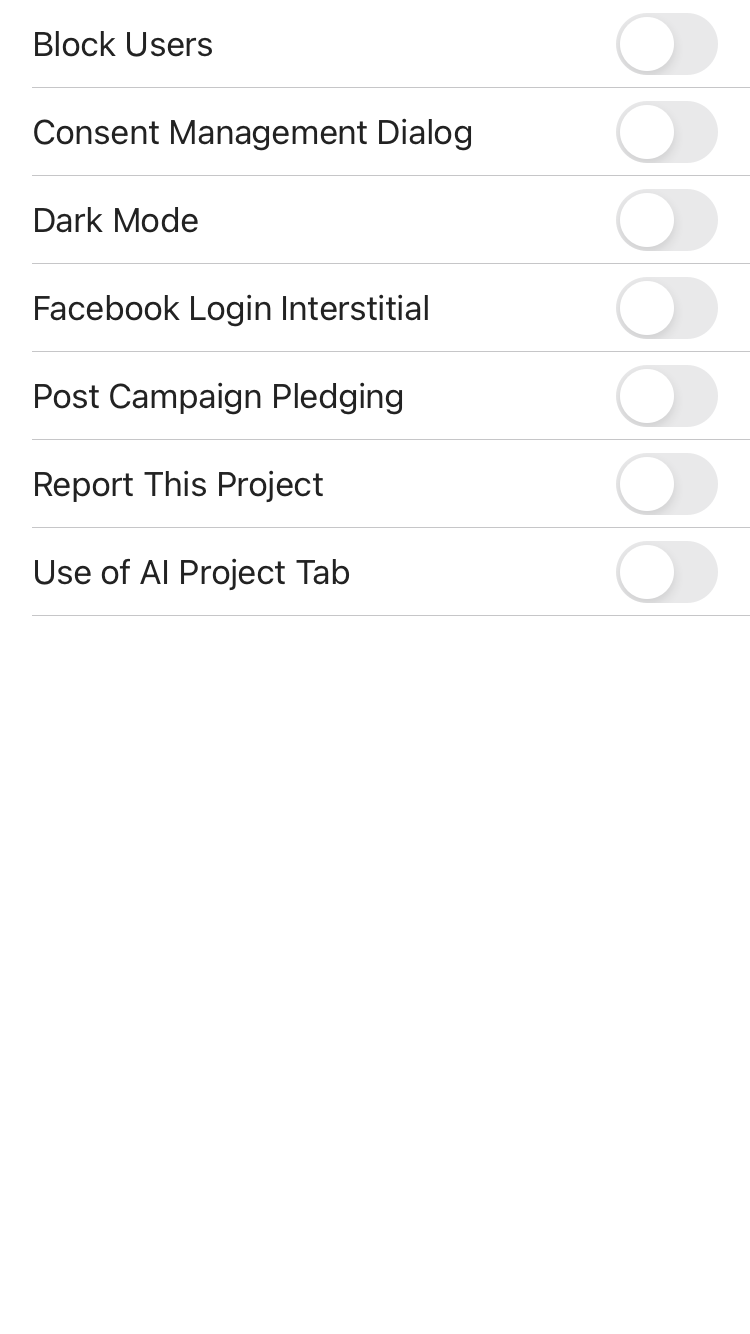 Block Users
Consent Management Dialog
Dark Mode
Facebook Login Interstitial
Post Campaign Pledging
Report This Project
Use of AI Project Tab